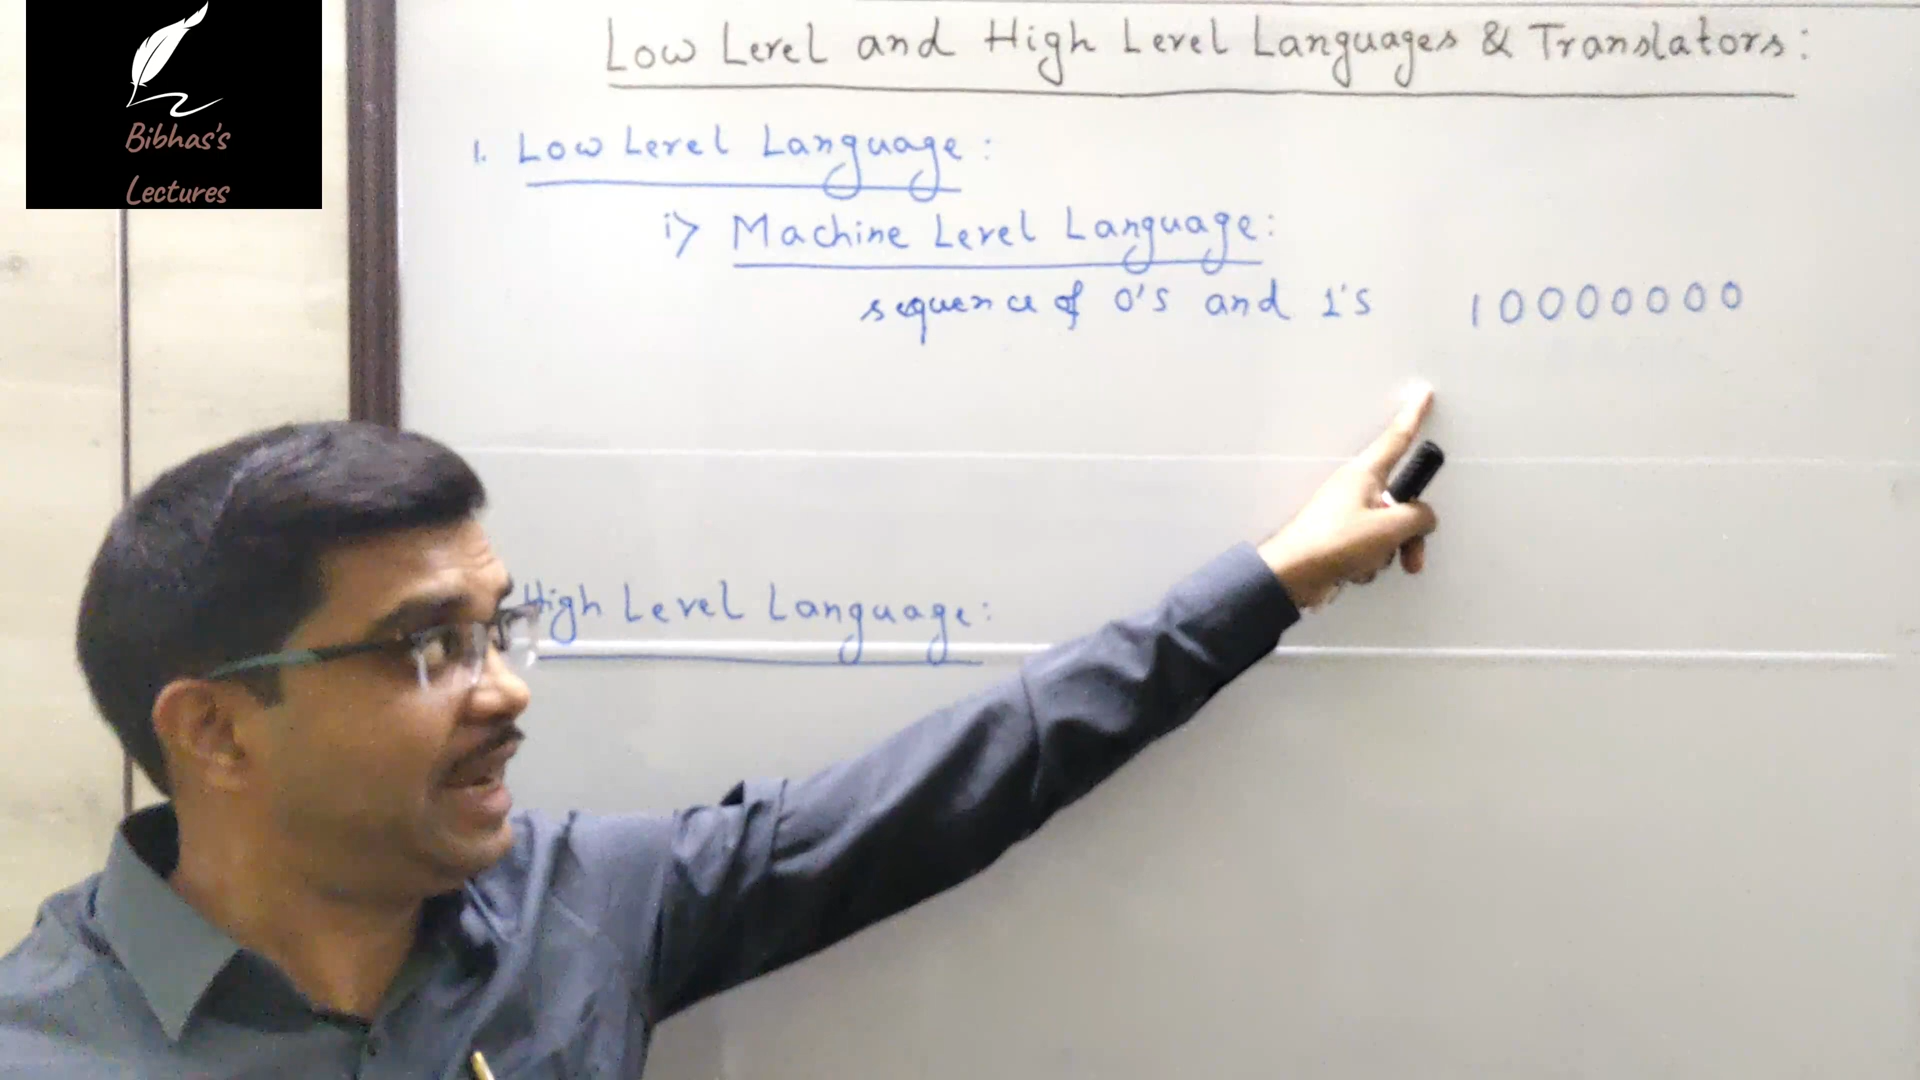 Bibhas's
Lectures
Low Level and High Level Languages & Translators:
1. Low Level Language:
i> Machine Level Language:
sequence of 0's and 1's 10000000
High Level Language: